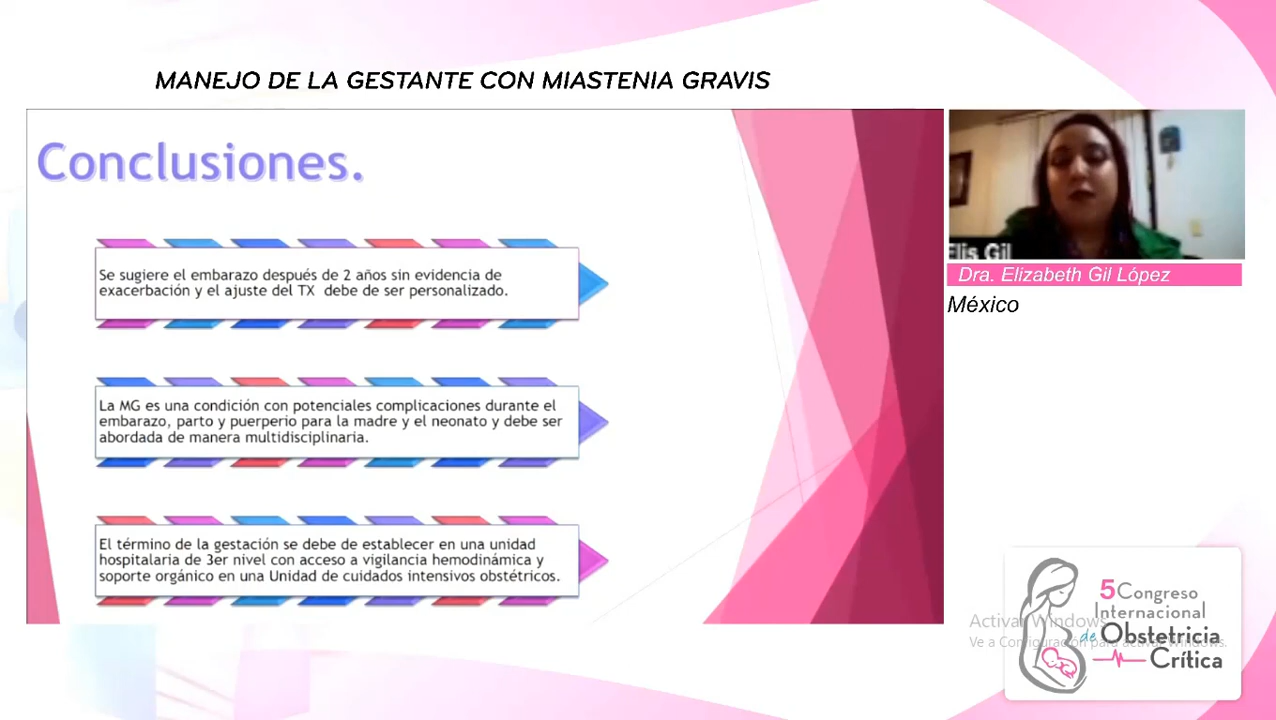 MANEJO DE LA GESTANTE CON MIASTENIA GRAVIS
Conclusiones.
Se sugiere el embarazo después de 2 años sin evidencia de
exacerbación y el ajuste del TX debe de ser personalizado.
La MG es una condición con potenciales complicaciones durante el
embarazo, parto y puerperio para la madre y el neonato y debe ser
abordada de manera multidisciplinaria.
El término de la gestación se debe de establecer en una unidad
hospitalaria de 3er nivel con acceso a vigilancia hemodinámica y
soporte orgánico en una Unidad de cuidados intensivos obstétricos.
Elis Gil
Dra. Elizabeth Gil López
México
5 Congreso
Internacional
de Obstetricia
Crítica
Activar Windows
Ve a Configuración para activar Windows.